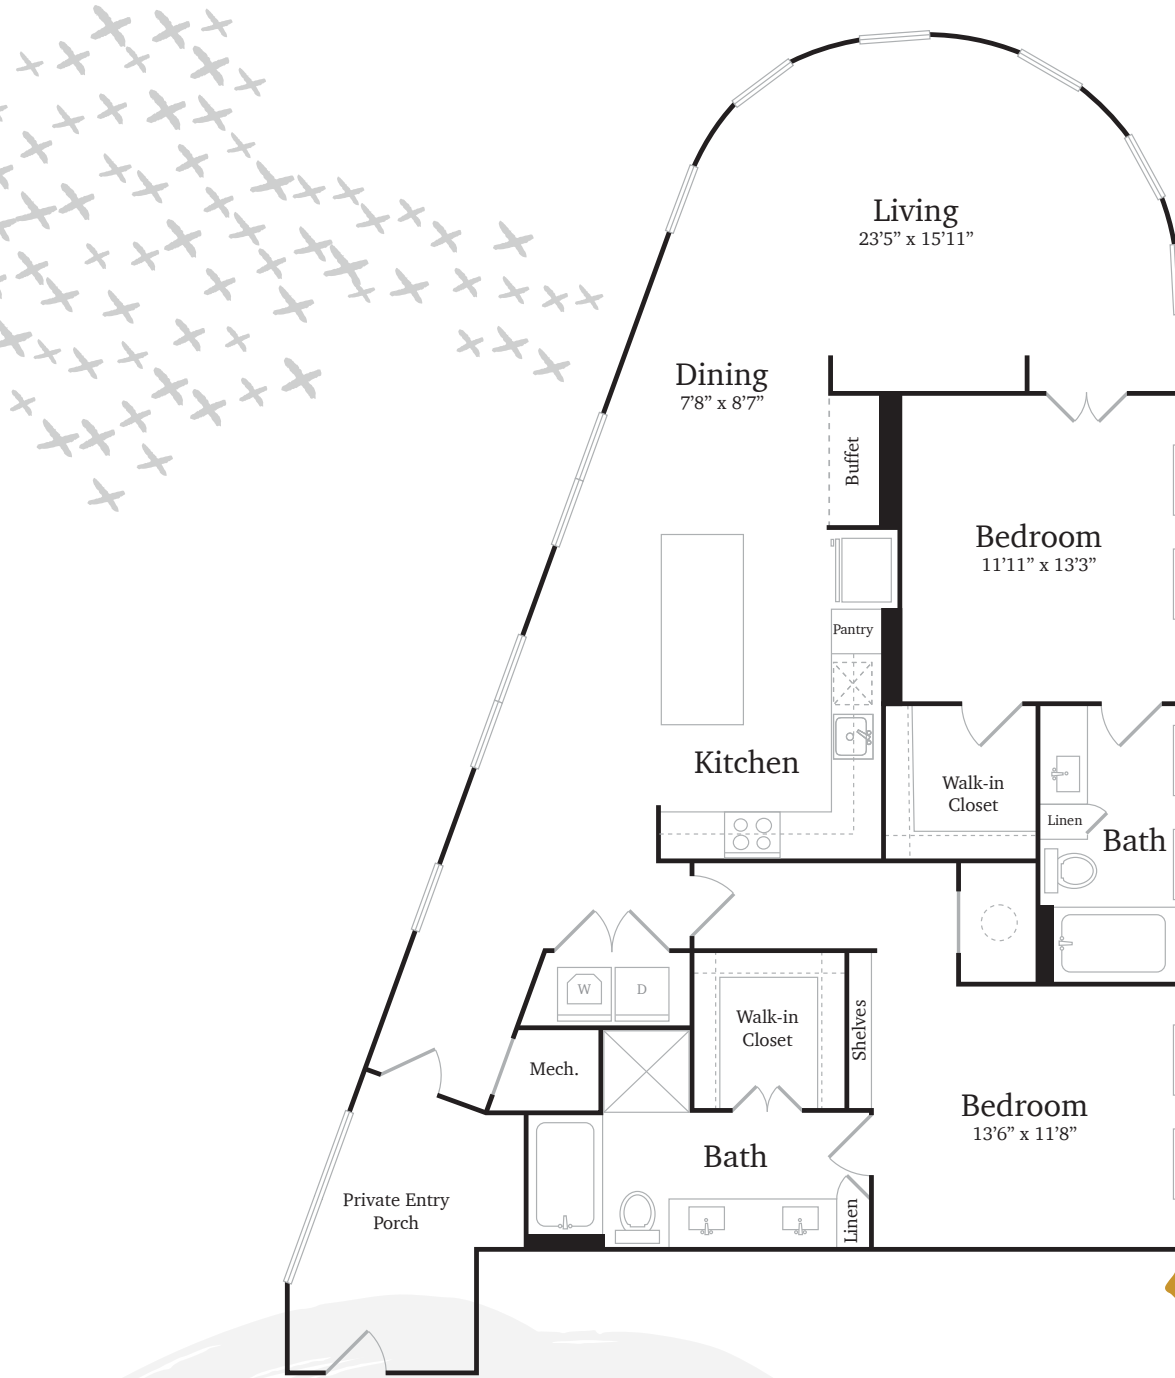 Living
23’5” x 15’11”
Dining
7’8” x 8’7”
Buffet
Bedroom
11’11” x 13’3”
Pantry
Kitchen
Walk-in
Closet
Linen
Bath
W
D
Walk-in
Closet
Shelves
Mech.
Bedroom
13’6” x 11’8”
Bath
Private Entry
Porch
Linen